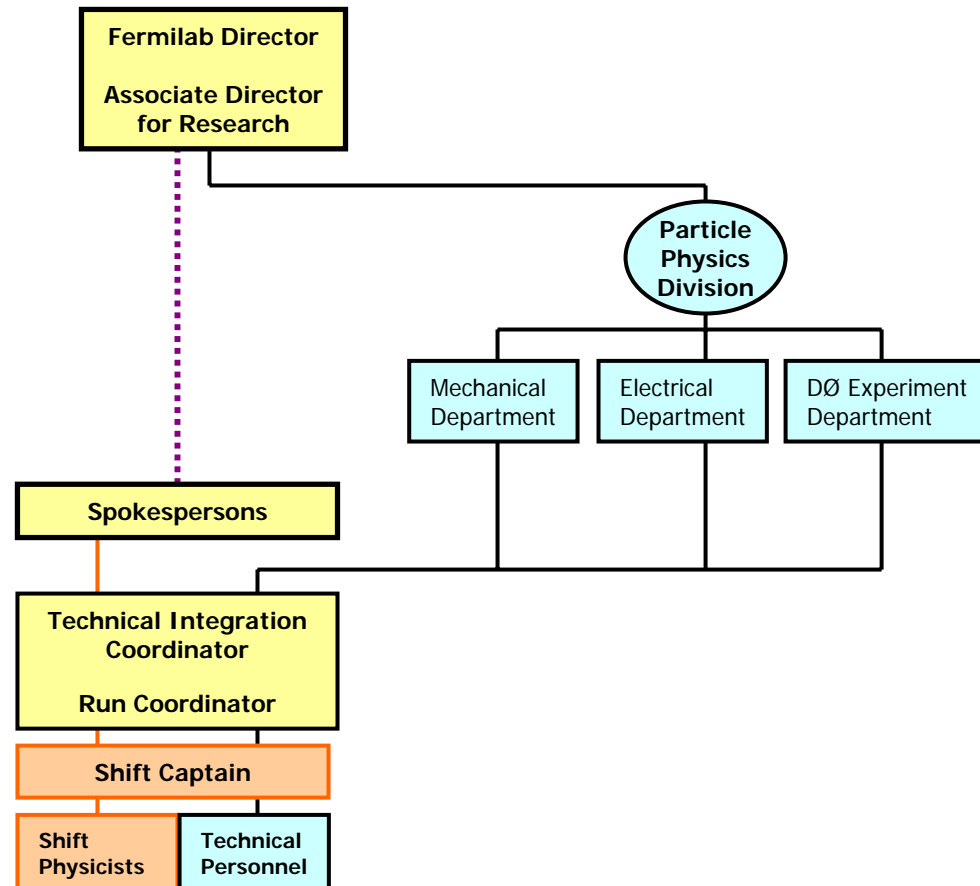 Fermilab Director
Associate Director
for Research
Particle
Physics
Division
Mechanical
Department
Electrical
Department
DØ Experiment
Department
Spokespersons
Technical Integration
Coordinator
Run Coordinator
Shift Captain
Shift
Physicists
Technical
Personnel